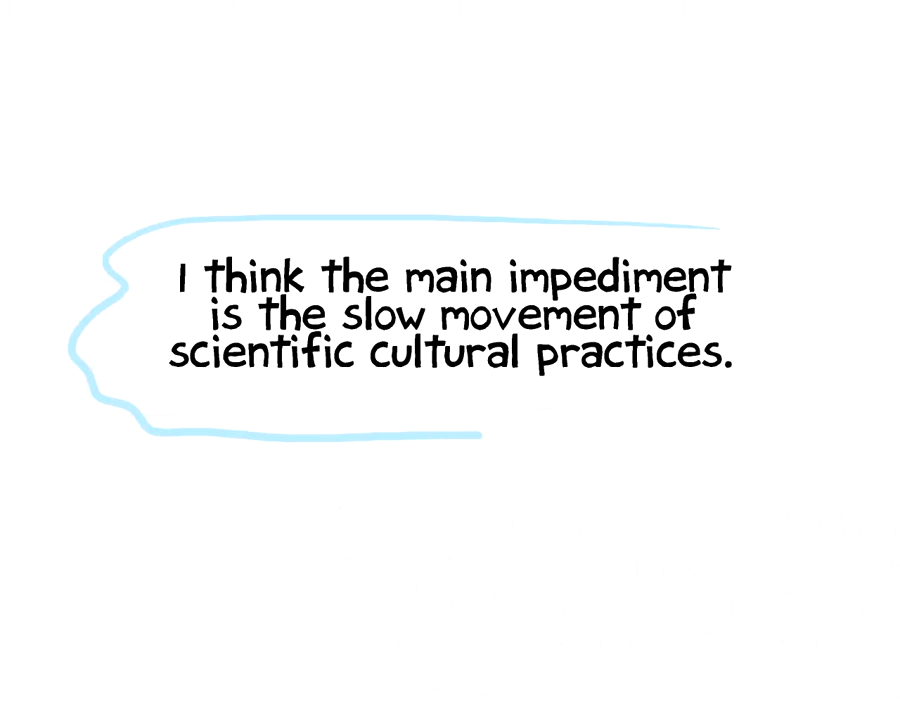 I think the main impediment
is the slow movement of
scientific cultural practices.